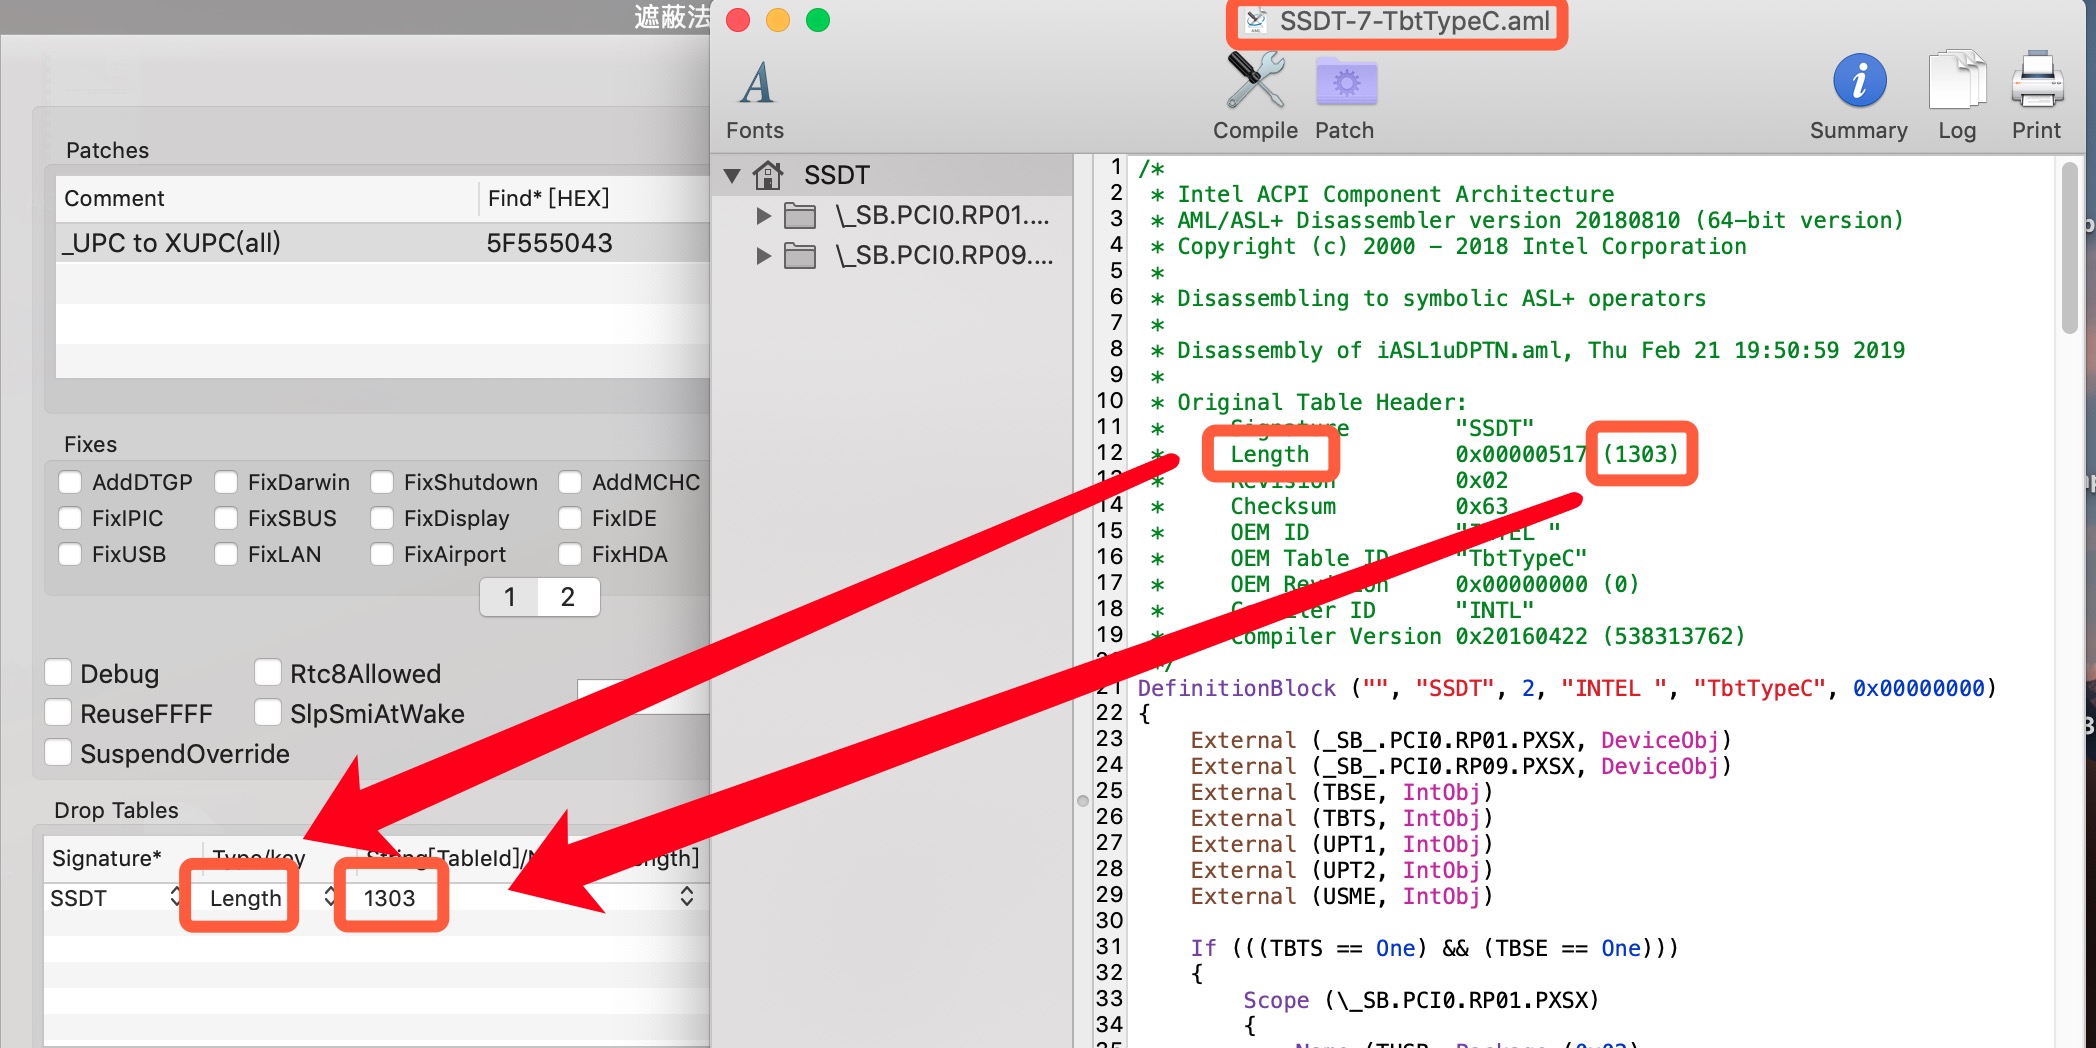 遮蔽法
Patches
Comment Find* [HEX]
_UPC to XUPC(all) 5F555043
Fixes
AddDTGP FixDarwin FixShutdown AddMCHC
FixIPIC FixSBUS FixDisplay FixIDE
FixUSB FixLAN FixAirport FixHDA
1 2
Debug Rtc8Allowed
ReuseFFFF SlpSmiAtWake
SuspendOverride
Drop Tables
Signature* Type/key
SSDT Length 1303
SSDT-7-TbtTypeC.aml
Fonts Compile Patch Summary Log Print
SSDT
\_SB.PCI0.RP01....
\_SB.PCI0.RP09....
1 /*
2 * Intel ACPI Component Architecture
3 * AML/ASL+ Disassembler version 20180810 (64-bit version)
4 * Copyright (c) 2000 - 2018 Intel Corporation
5 *
6 * Disassembling to symbolic ASL+ operators
7 *
8 * Disassembly of iASL1uDPTN.aml, Thu Feb 21 19:50:59 2019
9 *
10 * Original Table Header:
11 * Signature "SSDT"
12 * Length 0x00000517 (1303)
13 * Revision 0x02
14 * Checksum 0x63
15 * OEM ID "INTEL "
16 * OEM Table ID "TbtTypeC"
17 * OEM Revision 0x00000000 (0)
18 * Compiler ID "INTL"
19 * Compiler Version 0x20160422 (538313762)
20 */
21 DefinitionBlock ("", "SSDT", 2, "INTEL ", "TbtTypeC", 0x00000000)
22 {
23 External (_SB_.PCI0.RP01.PXSX, DeviceObj)
24 External (_SB_.PCI0.RP09.PXSX, DeviceObj)
25 External (TBSE, IntObj)
26 External (TBTS, IntObj)
27 External (UPT1, IntObj)
28 External (UPT2, IntObj)
29 External (USME, IntObj)
30
31 If (((TBTS == One) && (TBSE == One)))
32 {
33 Scope (\_SB.PCI0.RP01.PXSX)
34 {